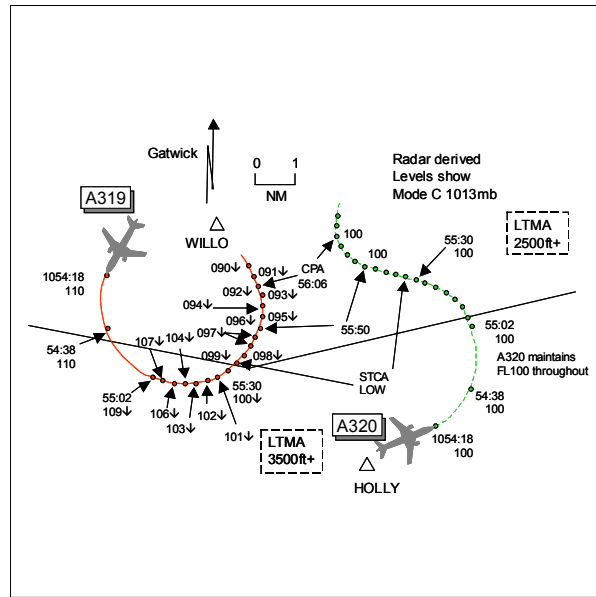 Gatwick
0 1
NM
Radar derived
Levels show
Mode C 1013mb
A319
WILLO
LTMA
2500ft+
100
55:30
100
090↓
091↓
CPA
56:06
100
1054:18
110
092↓
093↓
094↓
095↓
096↓
55:50
55:02
100
54:38
110
107↓
104↓
097↓
099↓
098↓
A320 maintains
FL100 throughout
STCA
LOW
55:02
109↓
106↓
103↓
102↓
101↓
55:30
100↓
54:38
100
A320
LTMA
3500ft+
1054:18
100
HOLLY